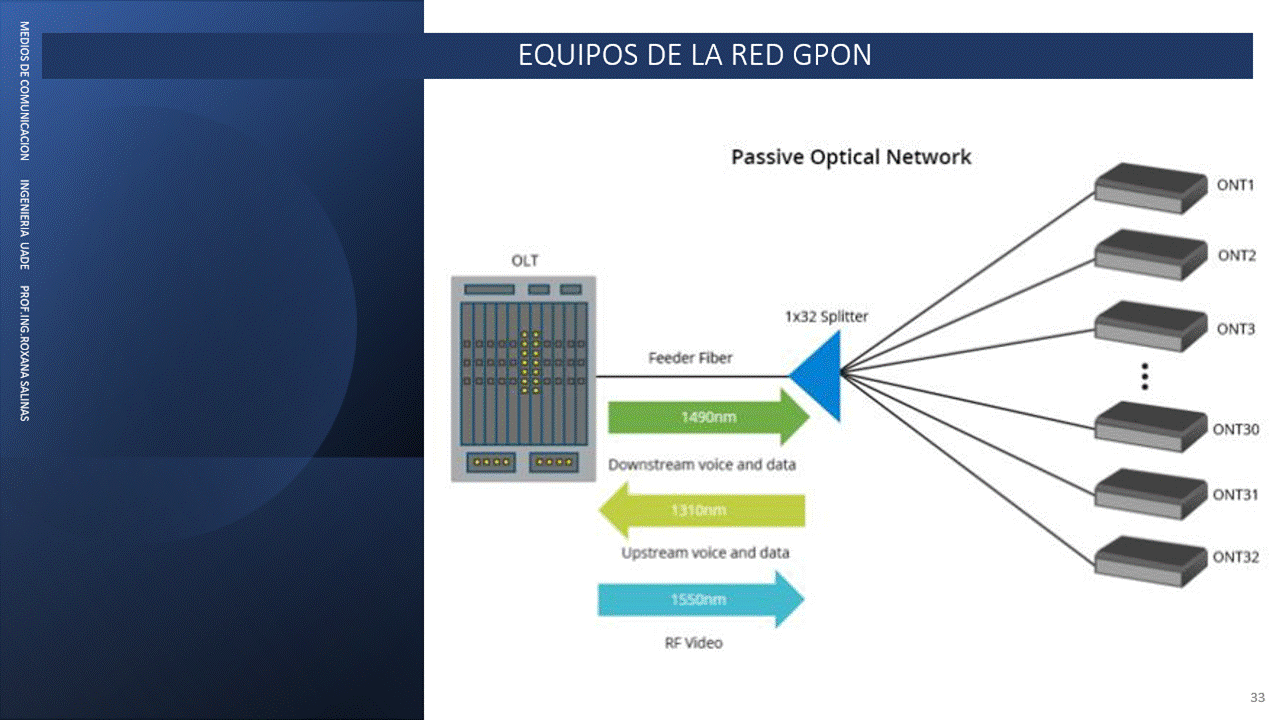 MEDIOS DE COMUNICACION INGENIERIA UADE PROF.ING.ROXANA SALINAS
EQUIPOS DE LA RED GPON
Passive Optical Network
OLT
Feeder Fiber
1x32 Splitter
1490nm
Downstream voice and data
1310nm
Upstream voice and data
1550nm
RF Video
ONT1
ONT2
ONT3
ONT30
ONT31
ONT32
33